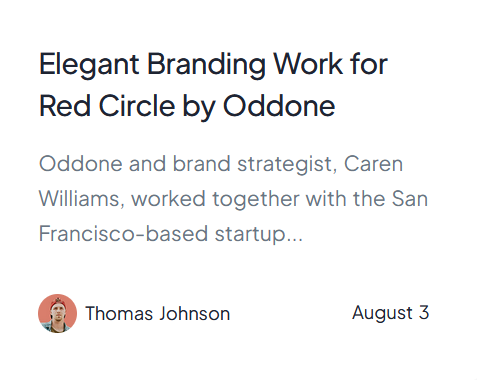 Elegant Branding Work for
Red Circle by Oddone
Oddone and brand strategist, Caren
Williams, worked together with the San
Francisco-based startup...
Thomas Johnson August 3